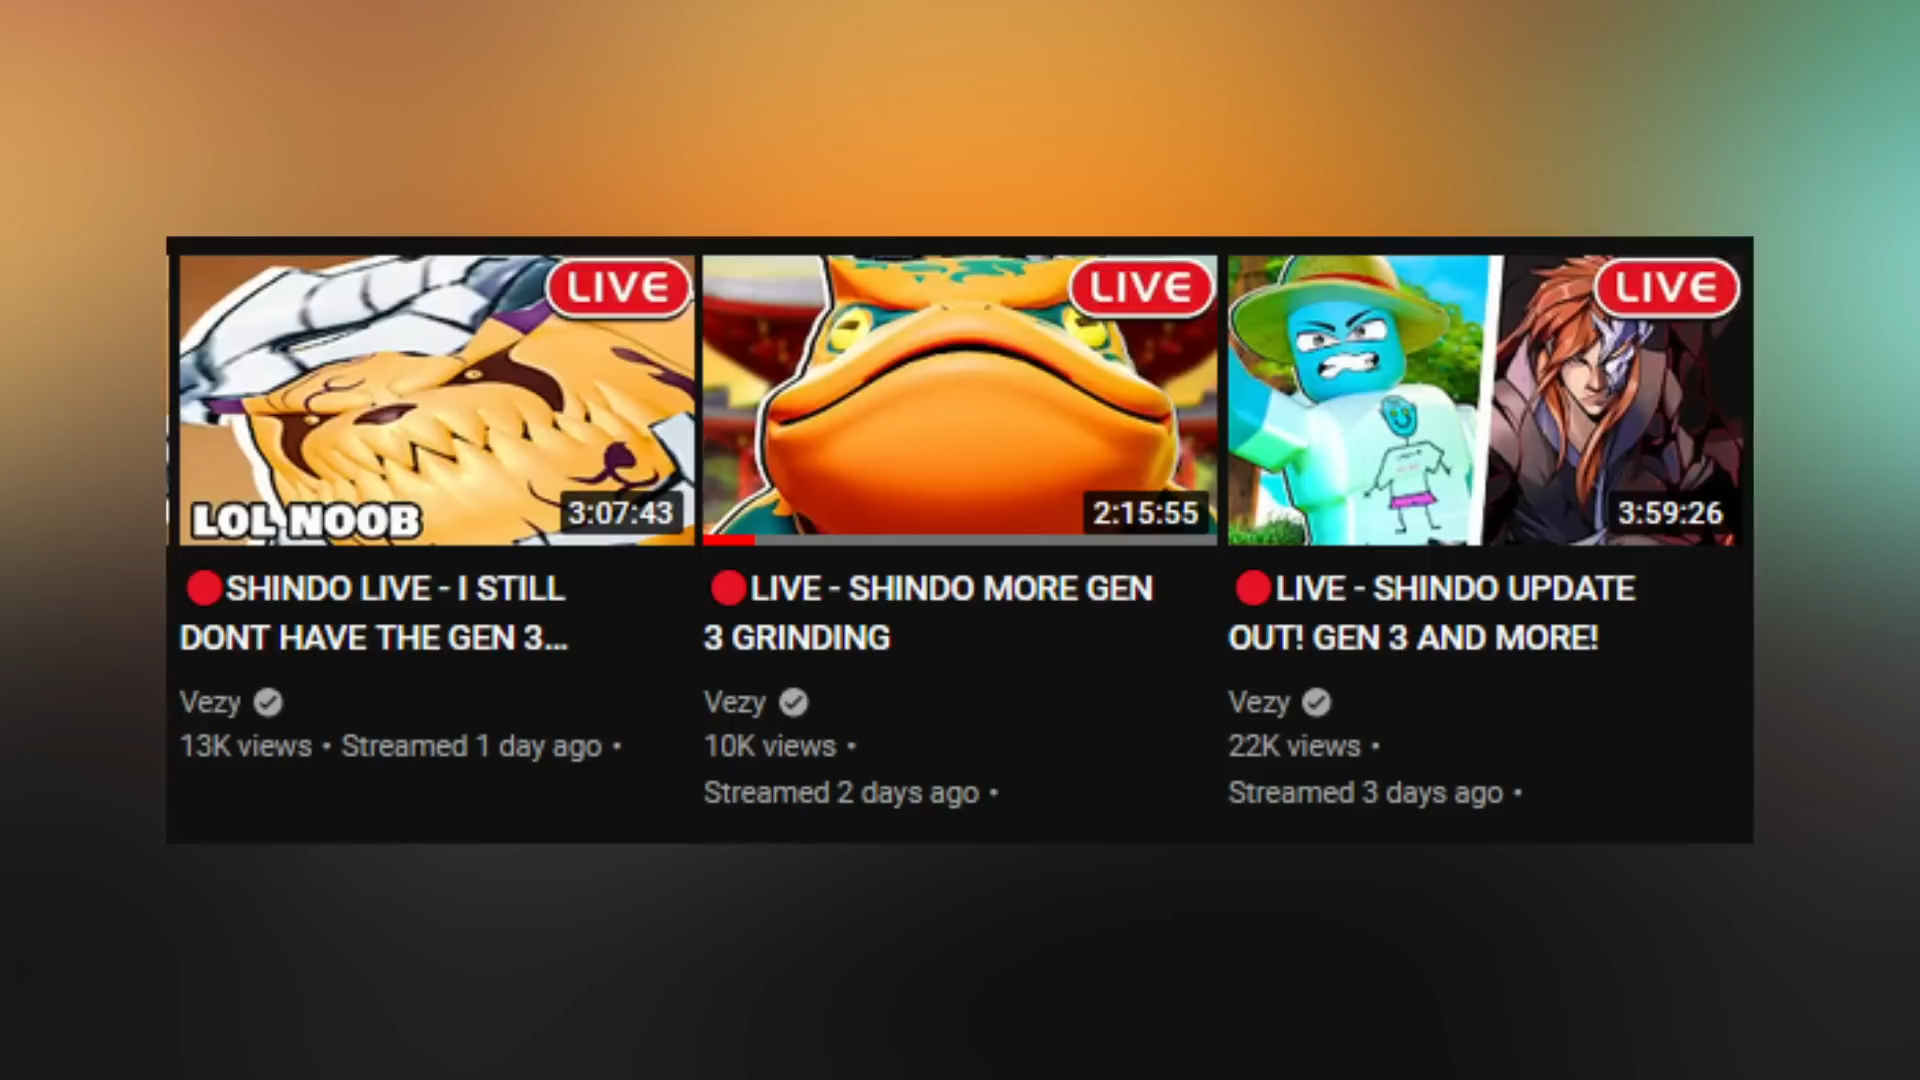 LIVE
LOL NOOB
3:07:43
🔴SHINDO LIVE - I STILL
DONT HAVE THE GEN 3...
Vezy
13K views • Streamed 1 day ago •
LIVE
2:15:55
🔴LIVE - SHINDO MORE GEN
3 GRINDING
Vezy
10K views •
Streamed 2 days ago •
LIVE
3:59:26
🔴LIVE - SHINDO UPDATE
OUT! GEN 3 AND MORE!
Vezy
22K views •
Streamed 3 days ago •